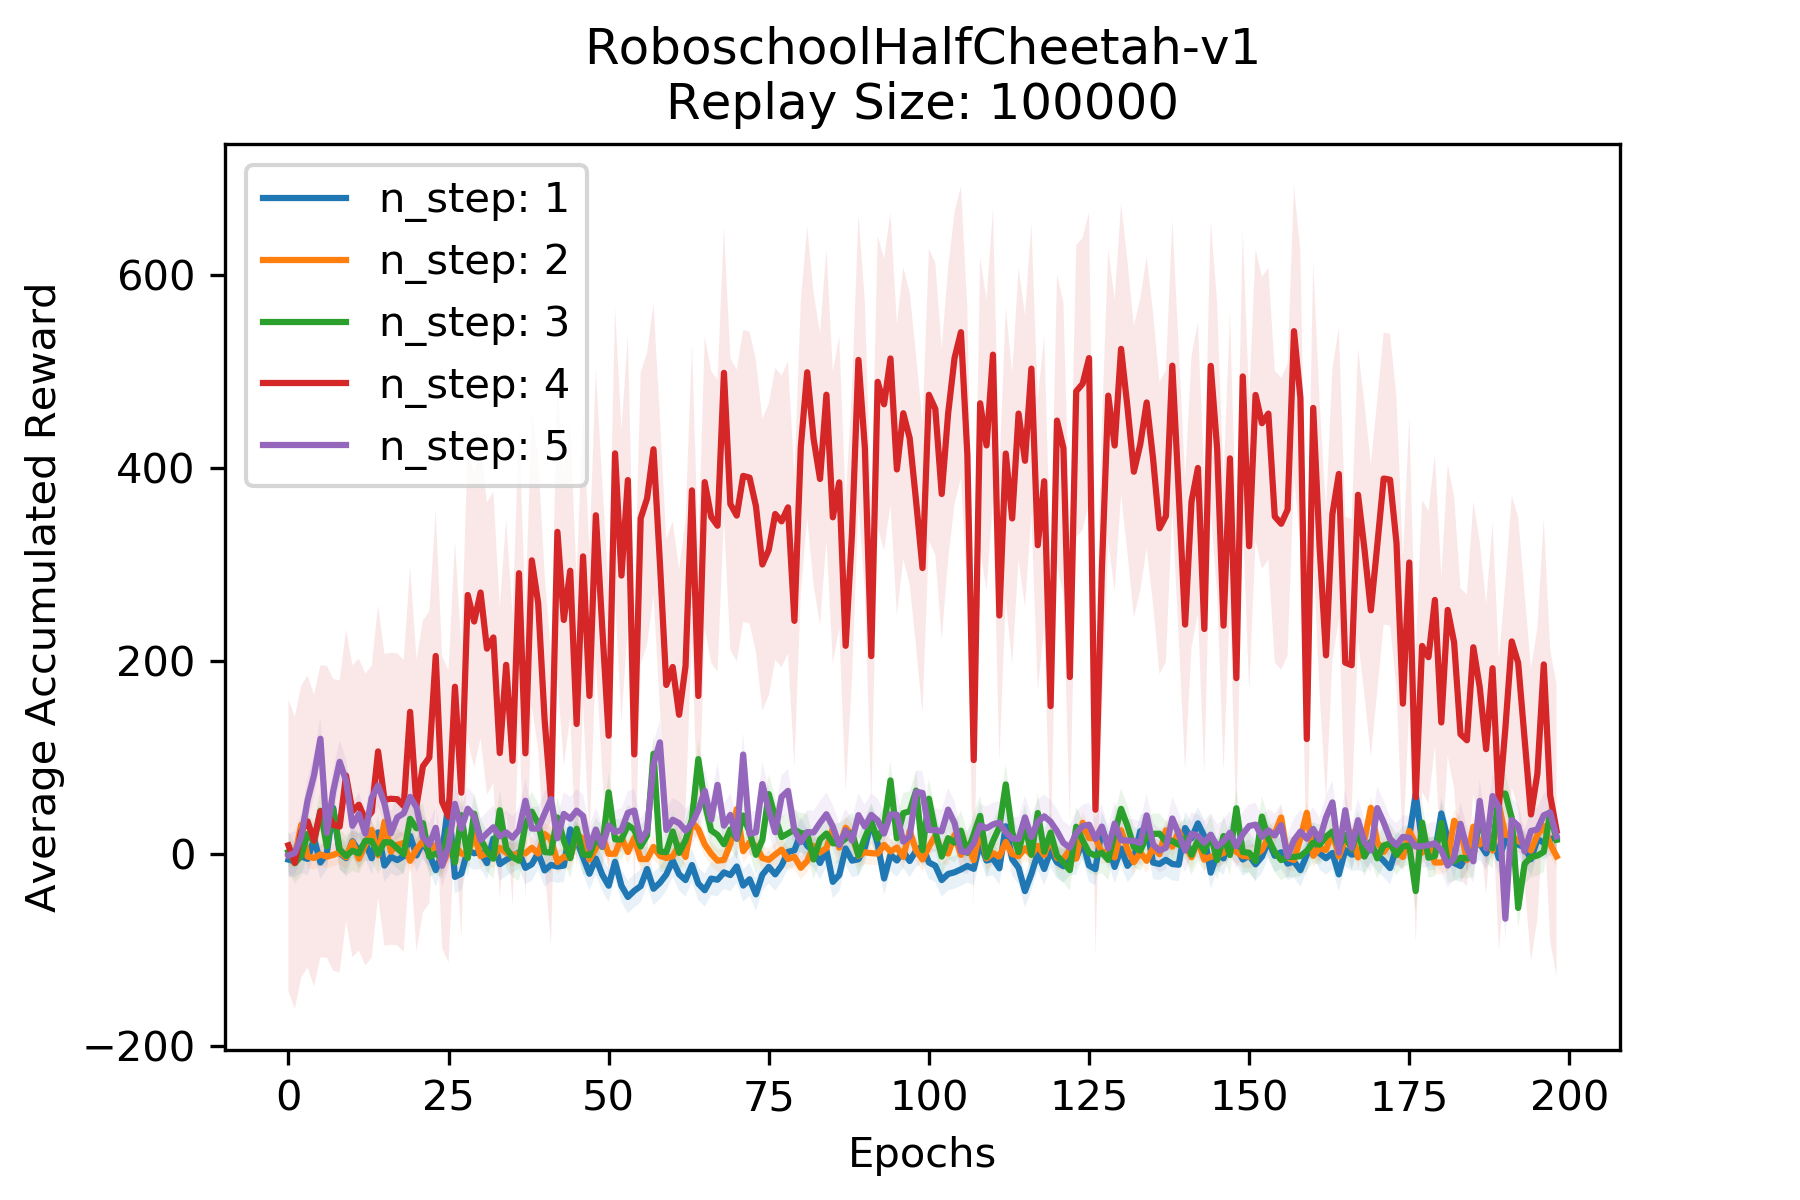 RoboschoolHalfCheetah-v1
Replay Size: 100000
n_step: 1
n_step: 2
n_step: 3
n_step: 4
n_step: 5
Average Accumulated Reward
600
400
200
0
−200
0 25 50 75 100 125 150 175 200
Epochs